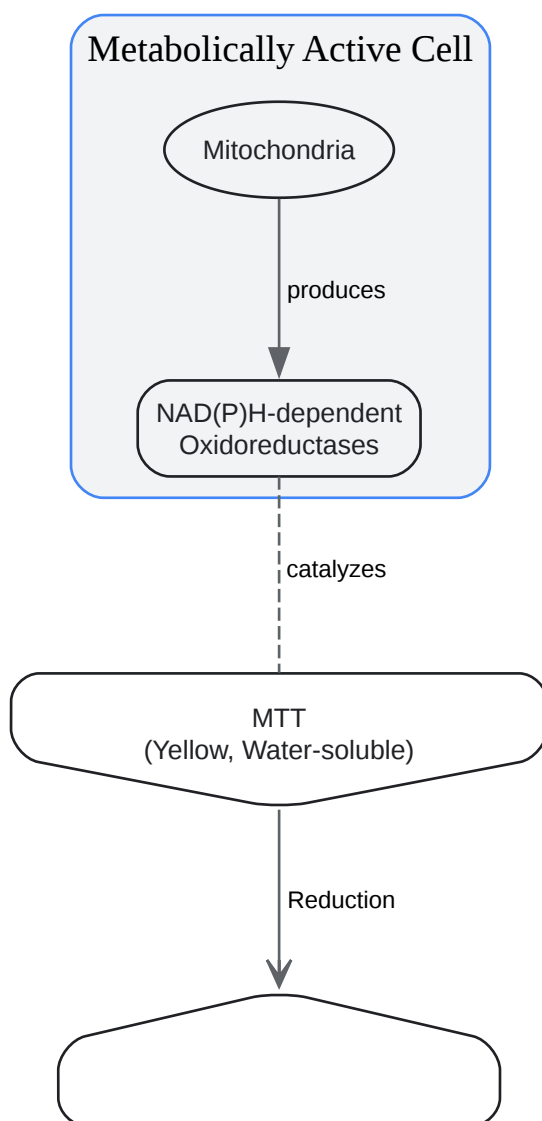 Metabolically Active Cell
Mitochondria
produces
NAD(P)H-dependent
Oxidoreductases
catalyzes
MTT
(Yellow, Water-soluble)
Reduction